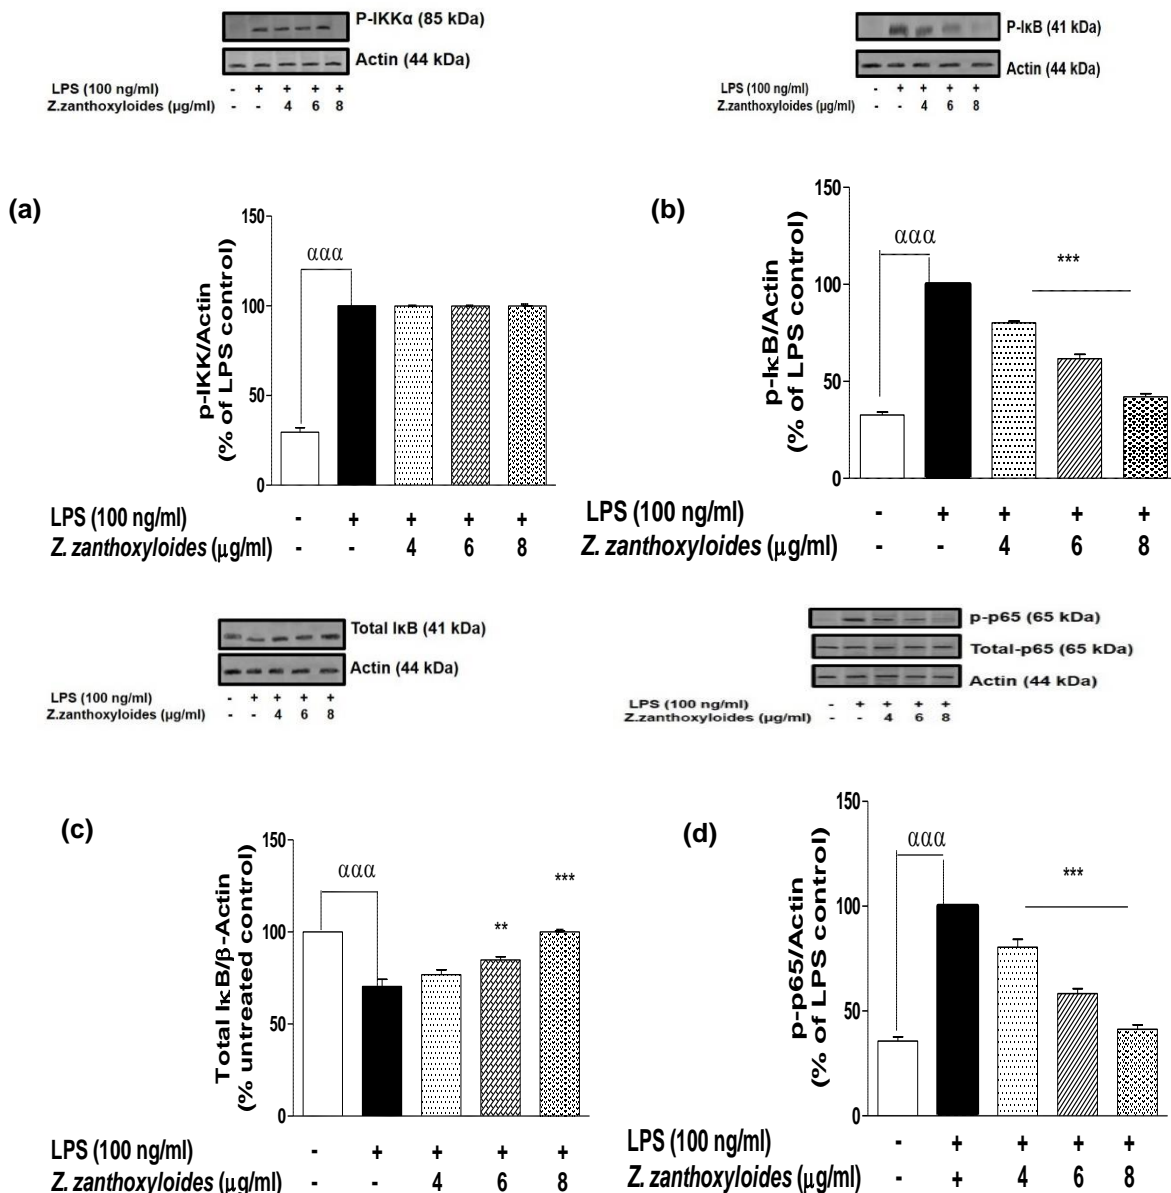 P-IKKα (85 kDa)
Actin (44 kDa)
LPS (100 ng/ml) - + + + +
Z.zanthoxyloides (µg/ml) - - 4 6 8
P-IκB (41 kDa)
Actin (44 kDa)
LPS (100 ng/ml) - + + + +
Z.zanthoxyloides (µg/ml) - - 4 6 8
(a)
p-IKK/Actin
(% of LPS control)
150
100
50
0
ααα
LPS (100 ng/ml) - + + + +
Z. zanthoxyloides (µg/ml) - - 4 6 8
(b)
p-IκB/Actin
(% of LPS control)
150
100
50
0
ααα
***
LPS (100 ng/ml) - + + + +
Z. zanthoxyloides (µg/ml) - - 4 6 8
Total IκB (41 kDa)
Actin (44 kDa)
LPS (100 ng/ml) - + + + +
Z.zanthoxyloides (µg/ml) - - 4 6 8
p-p65 (65 kDa)
Total-p65 (65 kDa)
Actin (44 kDa)
LPS (100 ng/ml) - + + + +
Z.zanthoxyloides (µg/ml) - - 4 6 8
(c)
Total IκB/β-Actin
(% untreated control)
150
100
50
0
ααα
**
***
LPS (100 ng/ml) - + + + +
Z. zanthoxyloides (µg/ml) - - 4 6 8
(d)
p-p65/Actin
(% of LPS control)
150
100
50
0
ααα
***
LPS (100 ng/ml) - + + + +
Z. zanthoxyloides (µg/ml) - + 4 6 8